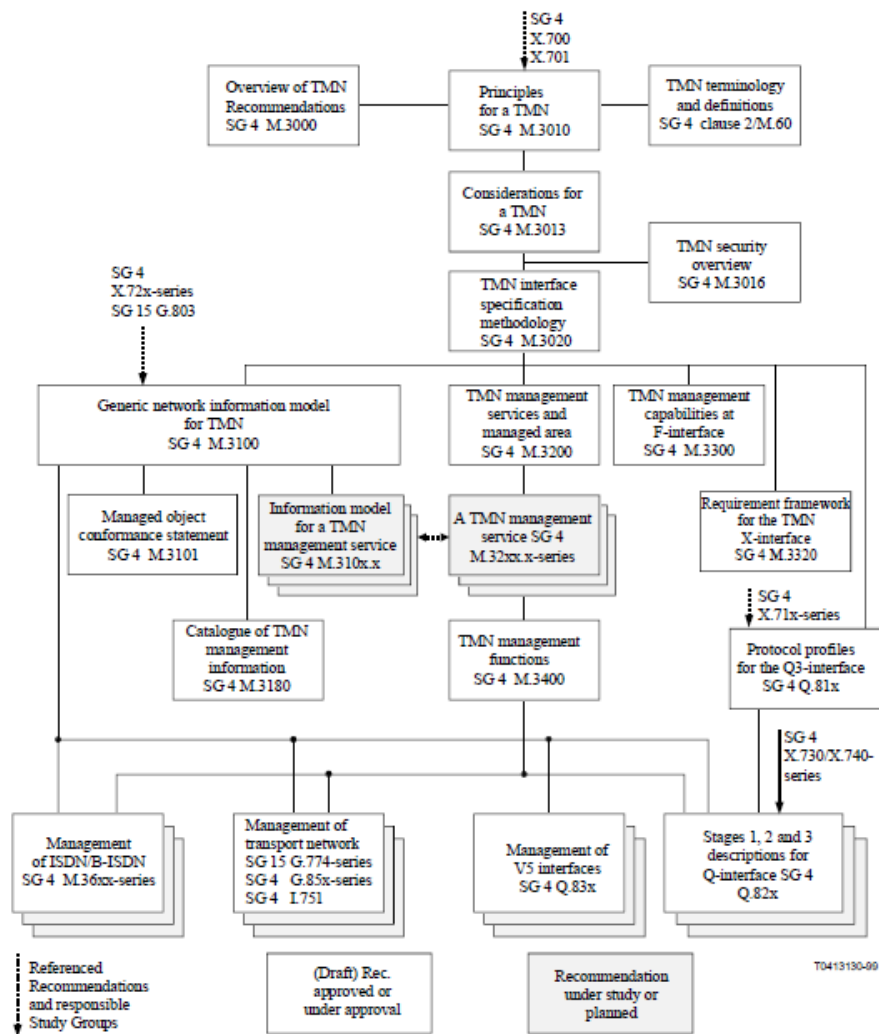 SG 4
X.700
X.701
Overview of TMN
Recommendations
SG 4 M.3000
Principles
for a TMN
SG 4 M.3010
TMN terminology
and definitions
SG 4 clause 2/M.60
Considerations for
a TMN
SG 4 M.3013
TMN security
overview
SG 4 M.3016
SG 4
X.72x-series
SG 15 G.803
TMN interface
specification
methodology
SG 4 M.3020
Generic network information model
for TMN
SG 4 M.3100
TMN management
services and
managed area
SG 4 M.3200
TMN management
capabilities at
F-interface
SG 4 M.3300
Managed object
conformance statement
SG 4 M.3101
Information model
for a TMN
management service
SG 4 M.310x.x
A TMN management
service SG 4
M.32xx.x-series
Requirement framework
for the TMN
X-interface
SG 4 M.3320
SG 4
X.71x-series
Catalogue of TMN
management
information
SG 4 M.3180
TMN management
functions
SG 4 M.3400
Protocol profiles
for the Q3-interface
SG 4 Q.81x
SG 4
X.730/X.740-
series
Management
of ISDN/B-ISDN
SG 4 M.36xx-series
Management of
transport network
SG 15 G.774-series
SG 4 G.85x-series
SG 4 I.751
Management of
V5 interfaces
SG 4 Q.83x
Stages 1, 2 and 3
descriptions for
Q-interface SG 4
Q.82x
Referenced
Recommendations
and responsible
Study Groups
(Draft) Rec.
approved or
under approval
Recommendation
under study or
planned
T0413130-99